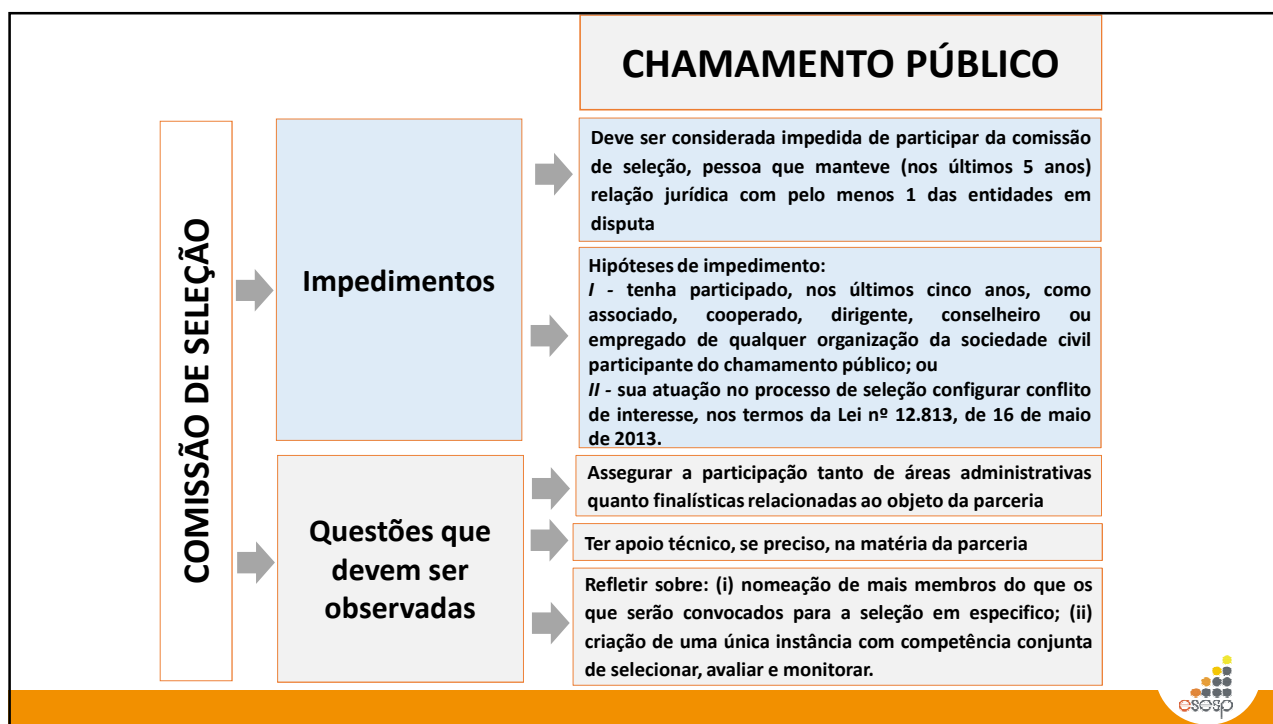 CHAMAMENTO PÚBLICO
COMISSÃO DE SELEÇÃO
Impedimentos
Deve ser considerada impedida de participar da comissão
de seleção, pessoa que manteve (nos últimos 5 anos)
relação jurídica com pelo menos 1 das entidades em
disputa
Hipóteses de impedimento:
I - tenha participado, nos últimos cinco anos, como
associado, cooperado, dirigente, conselheiro ou
empregado de qualquer organização da sociedade civil
participante do chamamento público; ou
II - sua atuação no processo de seleção configurar conflito
de interesse, nos termos da Lei nº 12.813, de 16 de maio
de 2013.
Questões que
devem ser
observadas
Assegurar a participação tanto de áreas administrativas
quanto finalísticas relacionadas ao objeto da parceria
Ter apoio técnico, se preciso, na matéria da parceria
Refletir sobre: (i) nomeação de mais membros do que os
que serão convocados para a seleção em especifico; (ii)
criação de uma única instância com competência conjunta
de selecionar, avaliar e monitorar.
esesp